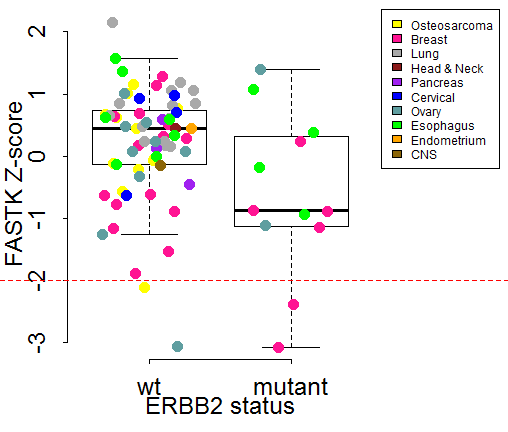 FASTK Z-score
2
1
0
-1
-2
-3
wt
mutant
ERBB2 status
Osteosarcoma
Breast
Lung
Head & Neck
Pancreas
Cervical
Ovary
Esophagus
Endometrium
CNS